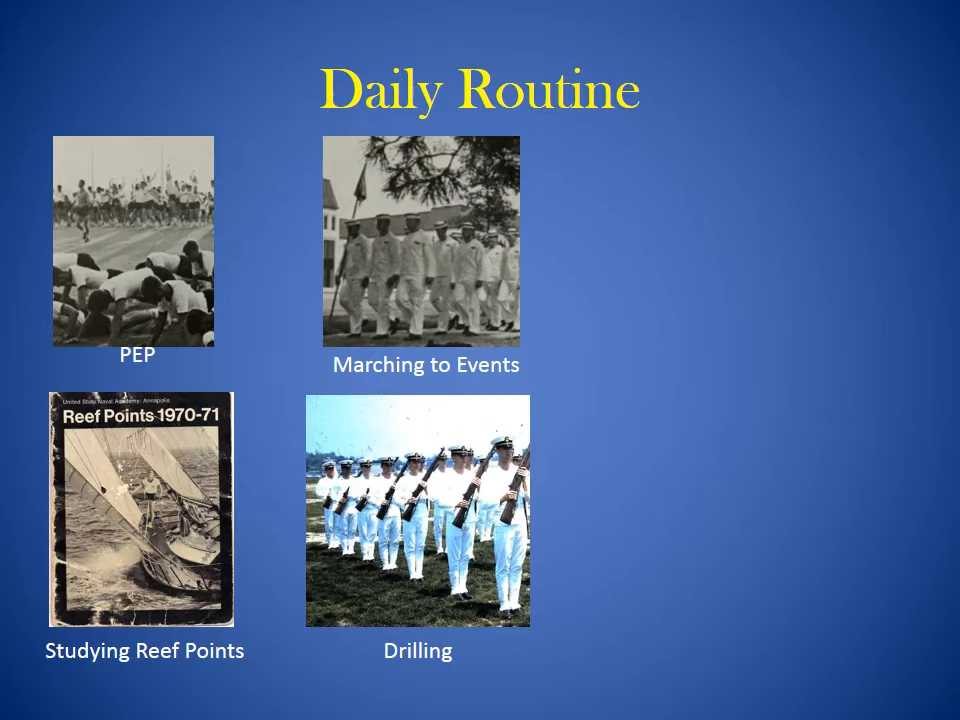 Daily Routine
PEP
Marching to Events
United States Naval Academy: Annapolis
Reef Points 1970-71
Studying Reef Points
Drilling